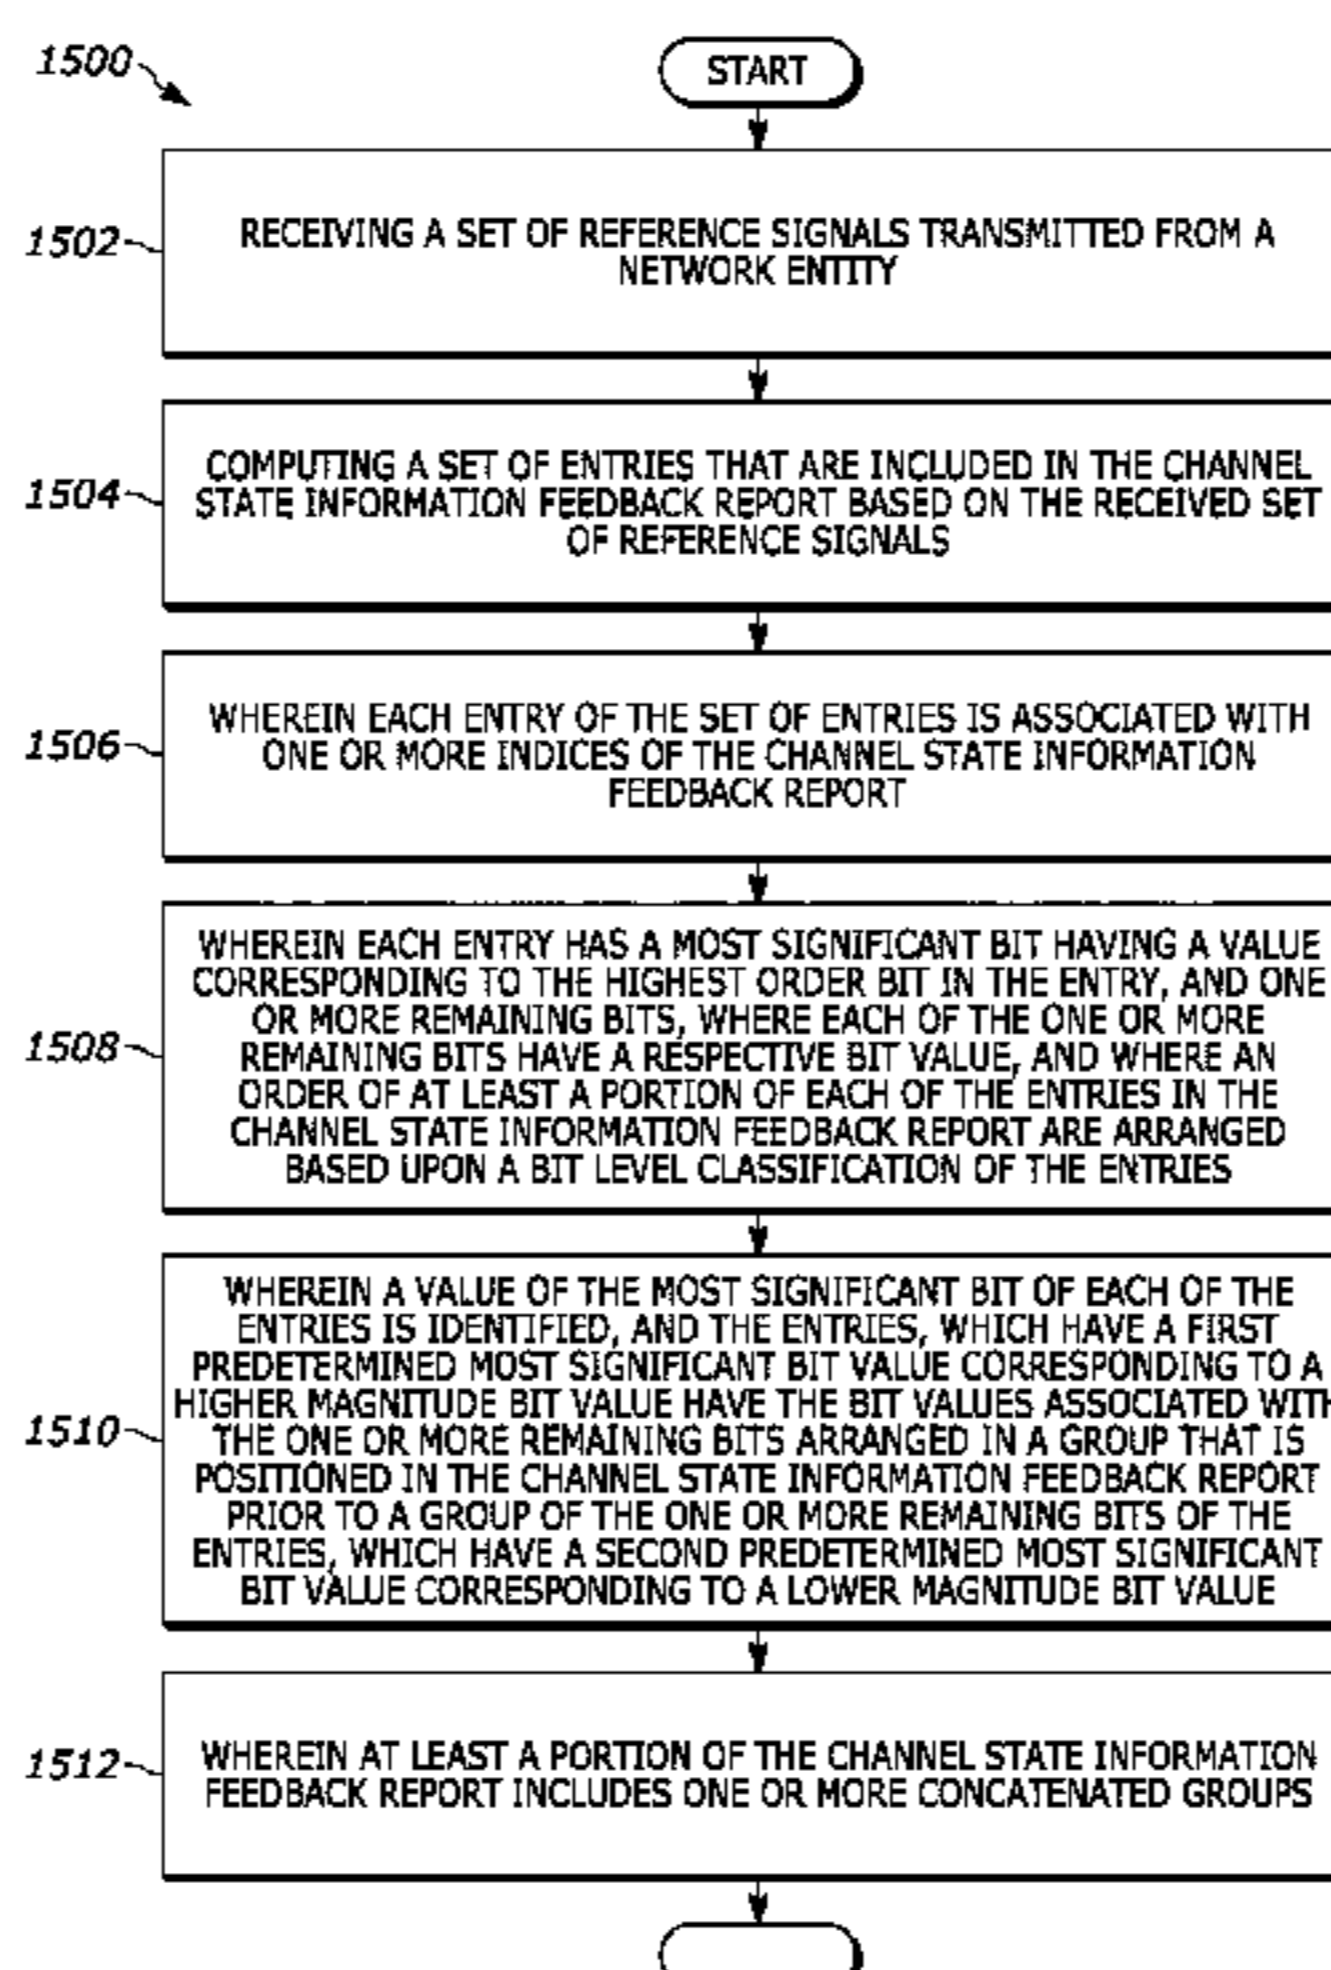 1500
START
1502
RECEIVING A SET OF REFERENCE SIGNALS TRANSMITTED FROM A
NETWORK ENTITY
1504
COMPUTING A SET OF ENTRIES THAT ARE INCLUDED IN THE CHANNEL
STATE INFORMATION FEEDBACK REPORT BASED ON THE RECEIVED SET
OF REFERENCE SIGNALS
1506
WHEREIN EACH ENTRY OF THE SET OF ENTRIES IS ASSOCIATED WITH
ONE OR MORE INDICES OF THE CHANNEL STATE INFORMATION
FEEDBACK REPORT
1508
WHEREIN EACH ENTRY HAS A MOST SIGNIFICANT BIT HAVING A VALUE
CORRESPONDING TO THE HIGHEST ORDER BIT IN THE ENTRY, AND ONE
OR MORE REMAINING BITS, WHERE EACH OF THE ONE OR MORE
REMAINING BITS HAVE A RESPECTIVE BIT VALUE, AND WHERE AN
ORDER OF AT LEAST A PORTION OF EACH OF THE ENTRIES IN THE
CHANNEL STATE INFORMATION FEEDBACK REPORT ARE ARRANGED
BASED UPON A BIT LEVEL CLASSIFICATION OF THE ENTRIES
1510
WHEREIN A VALUE OF THE MOST SIGNIFICANT BIT OF EACH OF THE
ENTRIES IS IDENTIFIED, AND THE ENTRIES, WHICH HAVE A FIRST
PREDETERMINED MOST SIGNIFICANT BIT VALUE CORRESPONDING TO A
HIGHER MAGNITUDE BIT VALUE HAVE THE BIT VALUES ASSOCIATED WITH
THE ONE OR MORE REMAINING BITS ARRANGED IN A GROUP THAT IS
POSITIONED IN THE CHANNEL STATE INFORMATION FEEDBACK REPORT
PRIOR TO A GROUP OF THE ONE OR MORE REMAINING BITS OF THE
ENTRIES, WHICH HAVE A SECOND PREDETERMINED MOST SIGNIFICANT
BIT VALUE CORRESPONDING TO A LOWER MAGNITUDE BIT VALUE
1512
WHEREIN AT LEAST A PORTION OF THE CHANNEL STATE INFORMATION
FEEDBACK REPORT INCLUDES ONE OR MORE CONCATENATED GROUPS